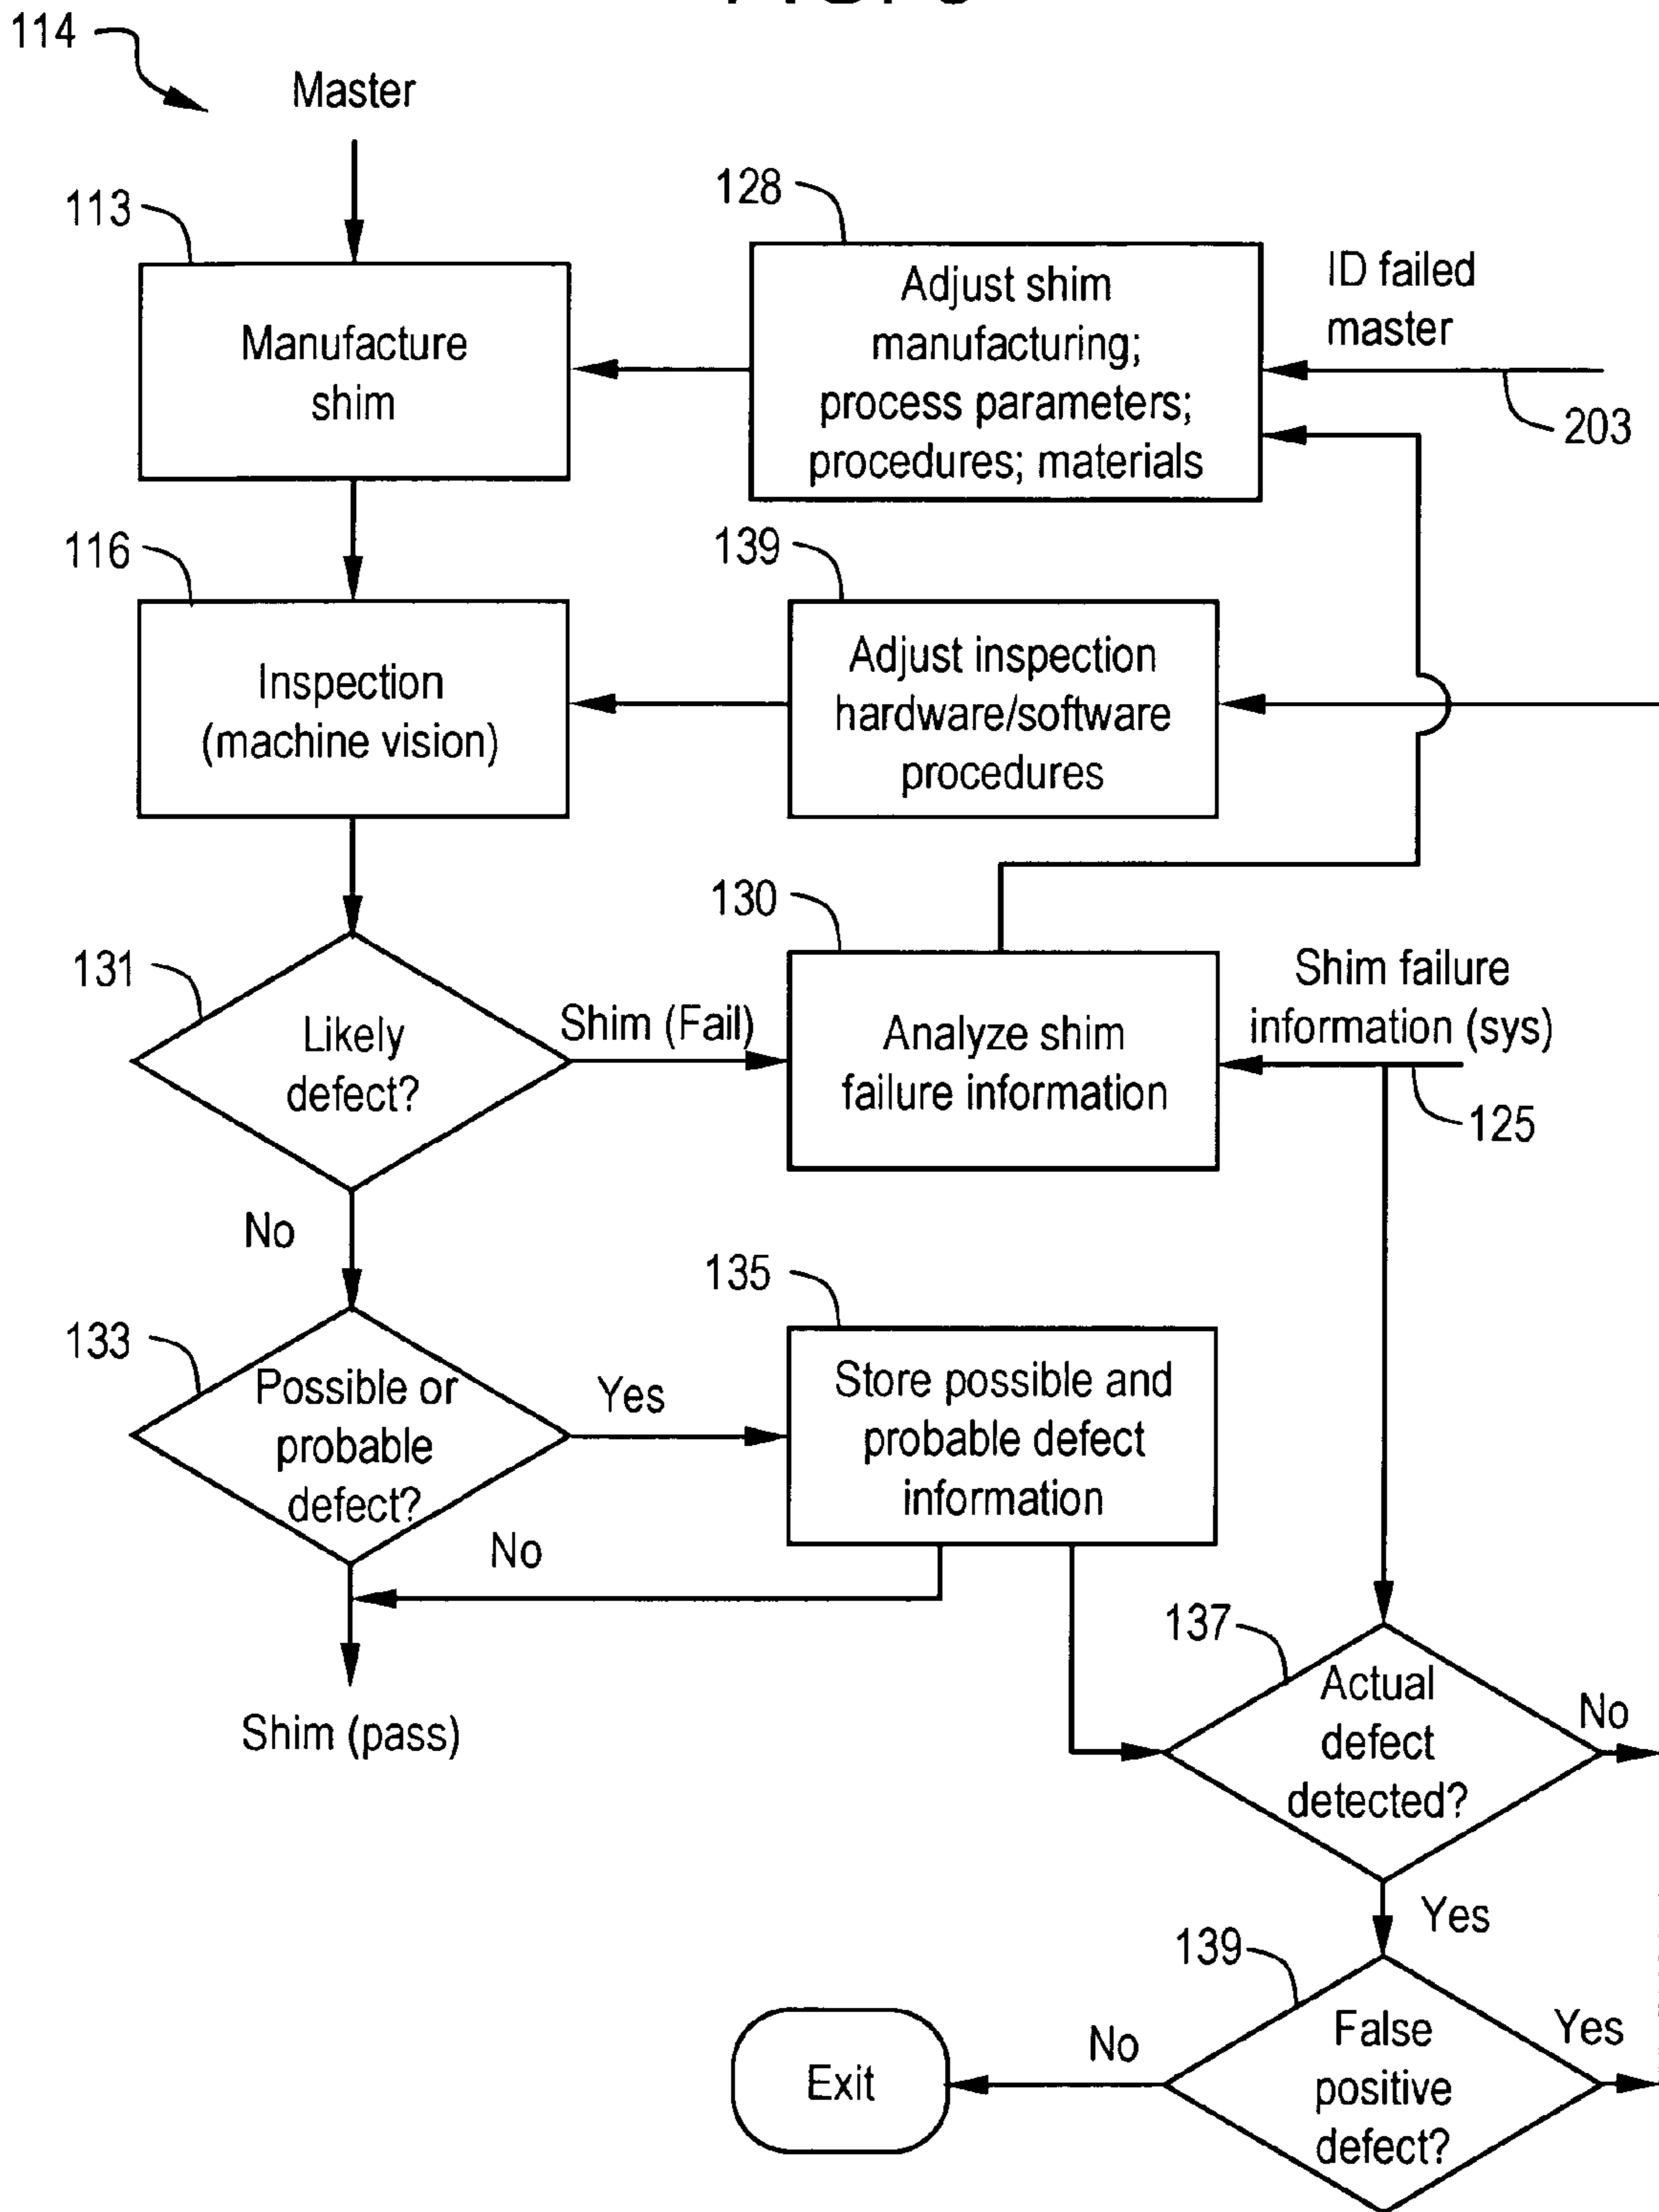 114
Master
113
128
Manufacture
shim
Adjust shim
manufacturing;
process parameters;
procedures; materials
ID failed
master
203
116
139
Inspection
(machine vision)
Adjust inspection
hardware/software
procedures
131
130
Likely
defect?
Shim (Fail)
Analyze shim
failure information
Shim failure
information (sys)
125
No
133
135
Possible or
probable
defect?
Yes
Store possible and
probable defect
information
No
Shim (pass)
137
Actual
defect
detected?
No
Yes
139
False
positive
defect?
Yes
No
Exit